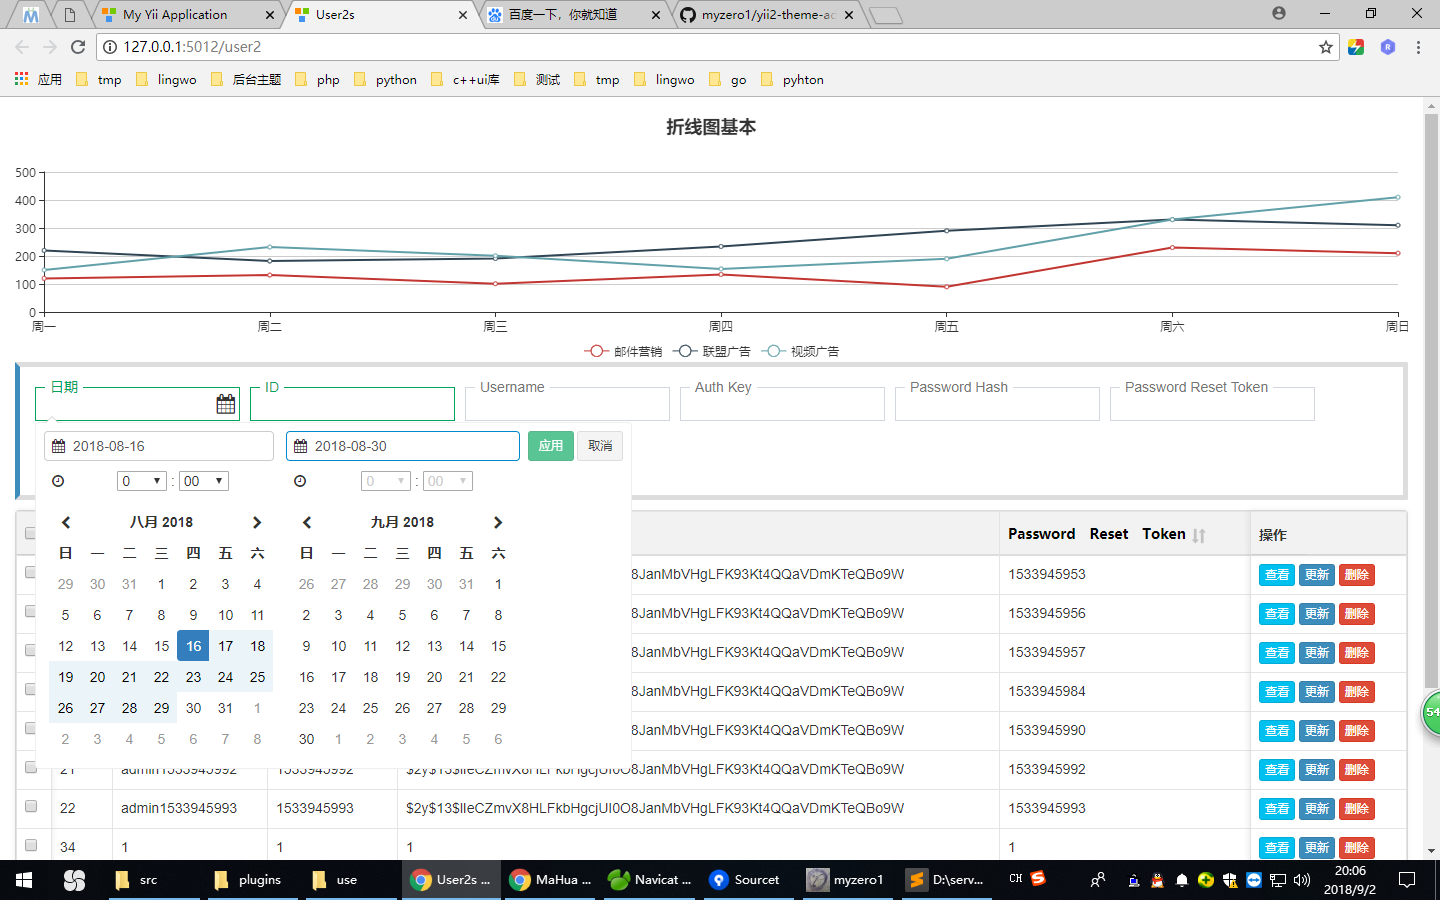 My Yii Application
User2s
百度一下，你就知道
myzero1/yii2-theme-ad
127.0.0.1:5012/user2
应用
tmp
lingwo
后台主题
php
python
c++ui库
测试
tmp
lingwo
go
pyhton
折线图基本
500
400
300
200
100
0
周一
周二
周三
周四
周五
周六
周日
邮件营销
联盟广告
视频广告
日期
ID
Username
Auth Key
Password Hash
Password Reset Token
2018-08-16
2018-08-30
应用
取消
0 : 00
0 : 00
八月 2018
九月 2018
日 一 二 三 四 五 六
29 30 31 1 2 3 4
5 6 7 8 9 10 11
12 13 14 15 16 17 18
19 20 21 22 23 24 25
26 27 28 29 30 31 1
2 3 4 5 6 7 8
日 一 二 三 四 五 六
26 27 28 29 30 31 1
2 3 4 5 6 7 8
9 10 11 12 13 14 15
16 17 18 19 20 21 22
23 24 25 26 27 28 29
30 1 2 3 4 5 6
Password Reset Token
操作
8JanMbVHgLFK93Kt4QQaVDmKTeQBo9W 1533945953 查看 更新 删除
8JanMbVHgLFK93Kt4QQaVDmKTeQBo9W 1533945956 查看 更新 删除
8JanMbVHgLFK93Kt4QQaVDmKTeQBo9W 1533945957 查看 更新 删除
8JanMbVHgLFK93Kt4QQaVDmKTeQBo9W 1533945984 查看 更新 删除
8JanMbVHgLFK93Kt4QQaVDmKTeQBo9W 1533945990 查看 更新 删除
21 admin1533945992 1533945992 $2y$13$IIeCZmvX8HLFkbHgcjUI0O8JanMbVHgLFK93Kt4QQaVDmKTeQBo9W 1533945992 查看 更新 删除
22 admin1533945993 1533945993 $2y$13$IIeCZmvX8HLFkbHgcjUI0O8JanMbVHgLFK93Kt4QQaVDmKTeQBo9W 1533945993 查看 更新 删除
34 1 1 1 1 查看 更新 删除
54
src
plugins
use
User2s ...
MaHua ...
Navicat ...
Sourcet
myzero1
D:\serv...
CH
20:06
2018/9/2